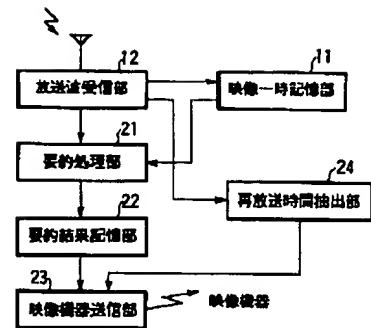 12
11
放送波受信部
映像一時記憶部
21
要約処理部
24
22
再放送時間抽出部
要約結果記憶部
23
映像機器送信部
映像機器